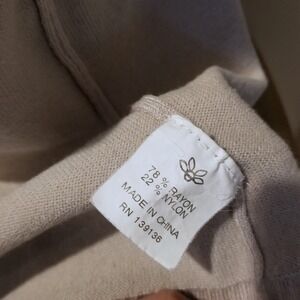 78% RAYON
22% NYLON
MADE IN CHINA
RN 139136